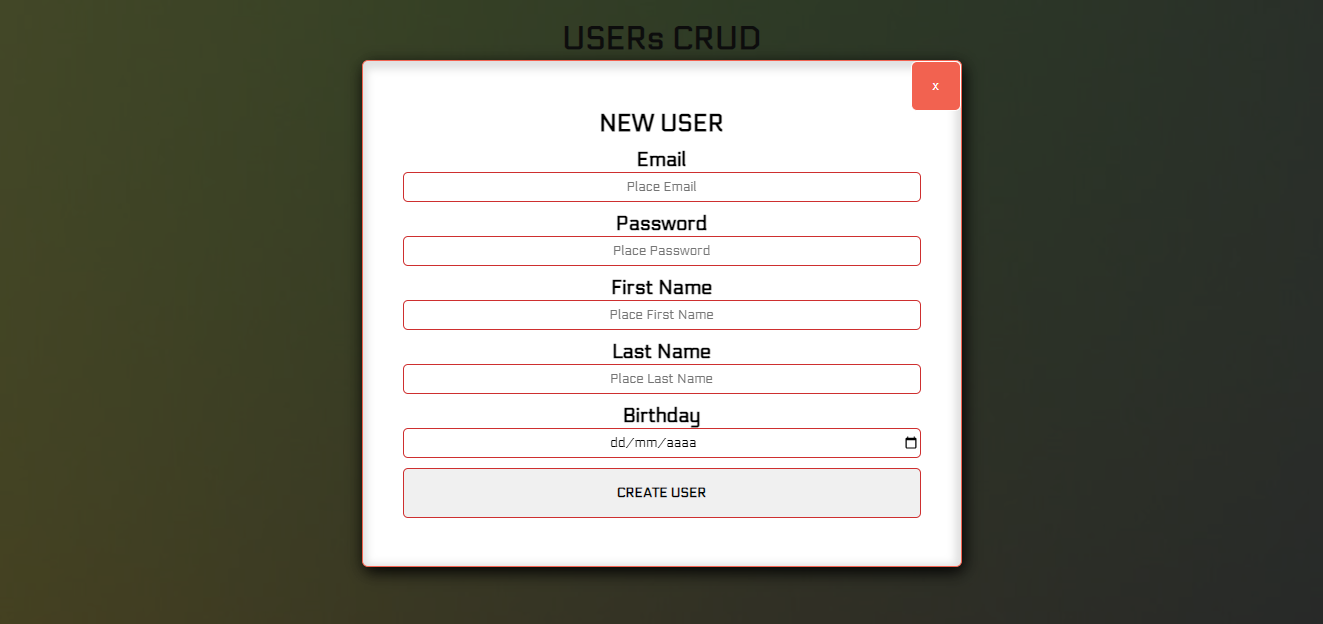 USERs CRUD
x
NEW USER
Email
Place Email
Password
Place Password
First Name
Place First Name
Last Name
Place Last Name
Birthday
dd/mm/aaaa
CREATE USER